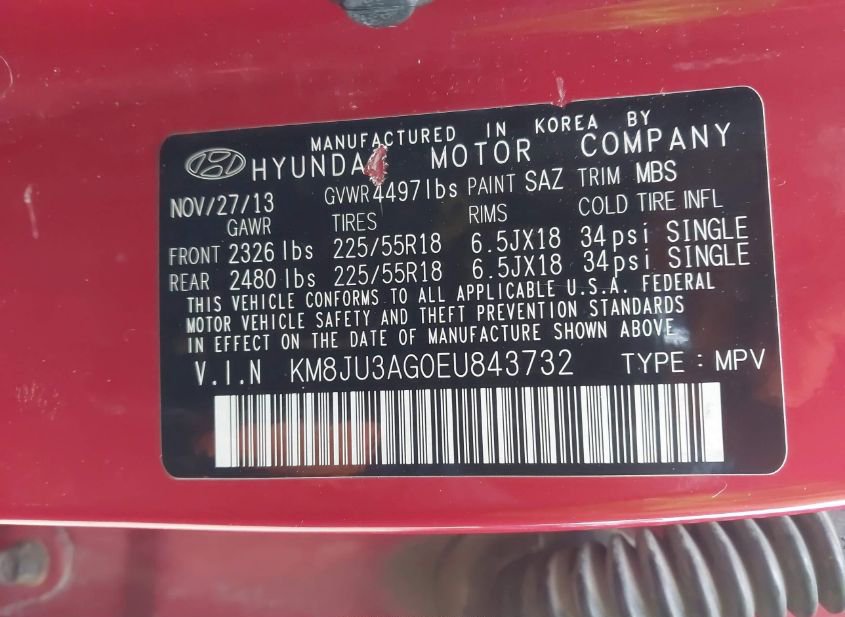 MANUFACTURED IN KOREA BY
HYUNDAI MOTOR COMPANY
NOV/27/13 GVWR 4497lbs PAINT SAZ TRIM MBS
GAWR TIRES RIMS COLD TIRE INFL
FRONT 2326 lbs 225/55R18 6.5JX18 34psi SINGLE
REAR 2480 lbs 225/55R18 6.5JX18 34psi SINGLE
THIS VEHICLE CONFORMS TO ALL APPLICABLE U.S.A. FEDERAL
MOTOR VEHICLE SAFETY AND THEFT PREVENTION STANDARDS
IN EFFECT ON THE DATE OF MANUFACTURE SHOWN ABOVE
V.I.N KM8JU3AG0EU843732 TYPE : MPV